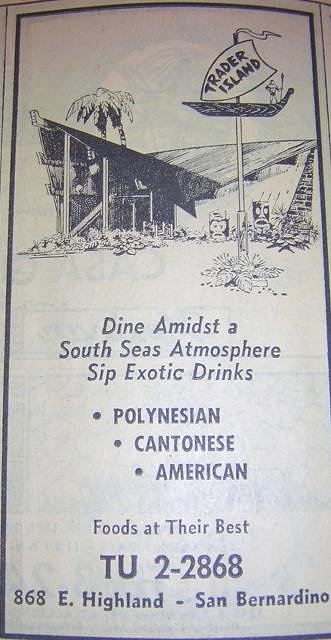 TRADER
ISLAND
Dine Amidst a
South Seas Atmosphere
Sip Exotic Drinks
• POLYNESIAN
• CANTONESE
• AMERICAN
Foods at Their Best
TU 2-2868
868 E. Highland - San Bernardino